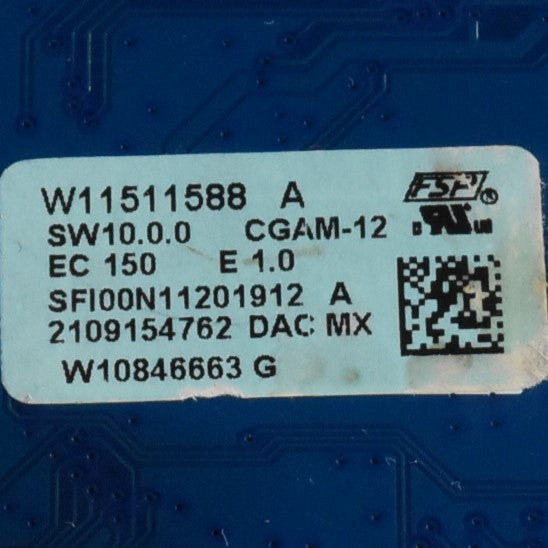 W11511588 A FSP®
SW10.0.0 CGAM-12
EC 150 E 1.0
SFI00N11201912 A
2109154762 DAC MX
W10846663 G